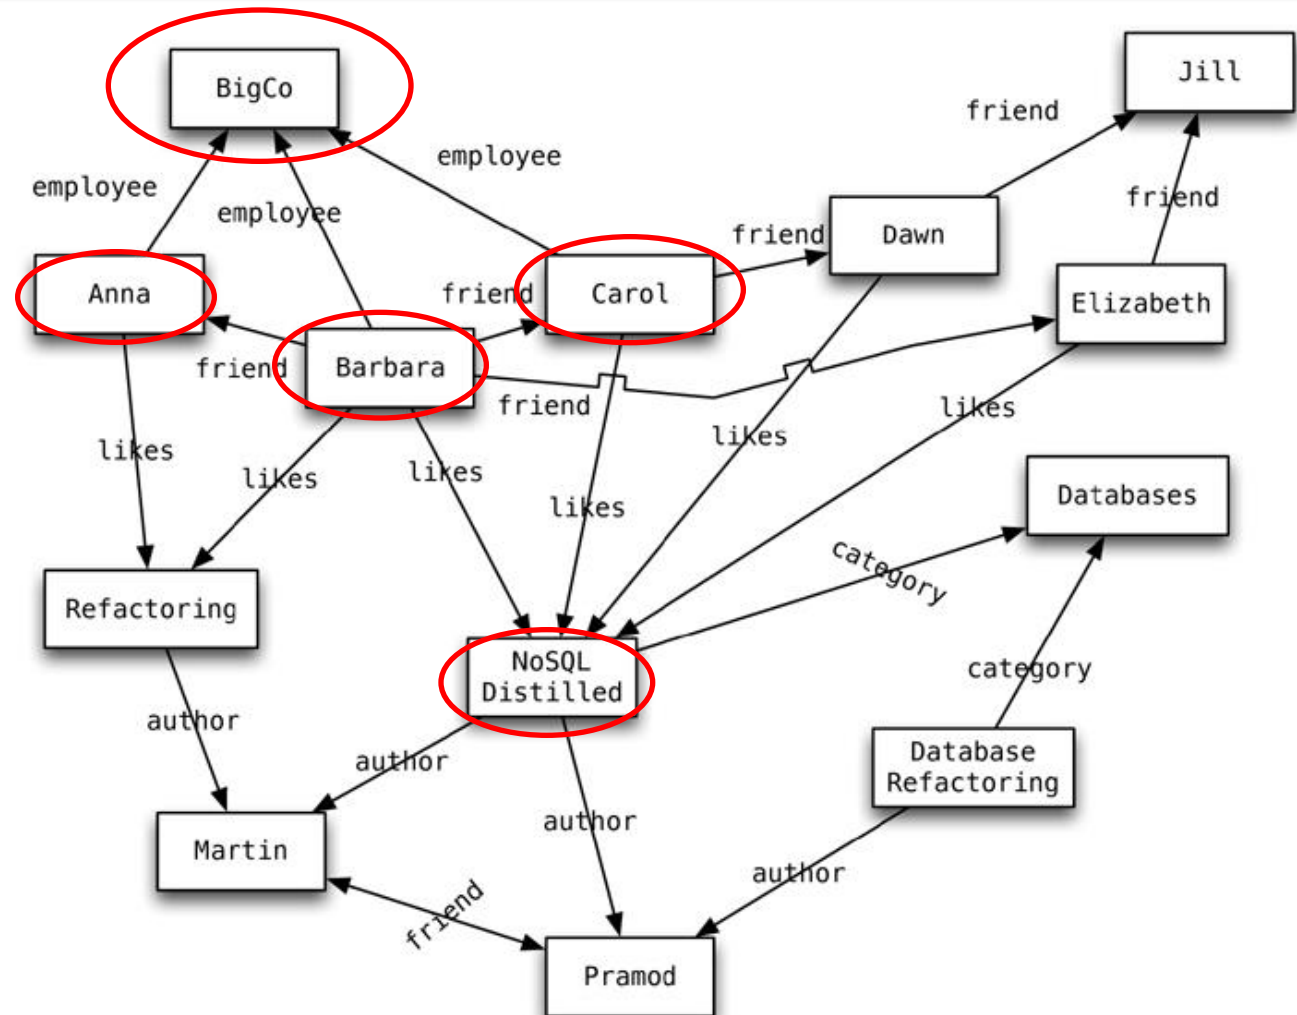 BigCo
Jill
friend
employee
employee
friend
employee
friend
Dawn
Anna
friend
Carol
Elizabeth
friend
Barbara
friend
likes
likes
likes
likes
likes
likes
Databases
category
Refactoring
NoSQL
Distilled
category
author
author
Database
Refactoring
author
Martin
author
friend
Pramod